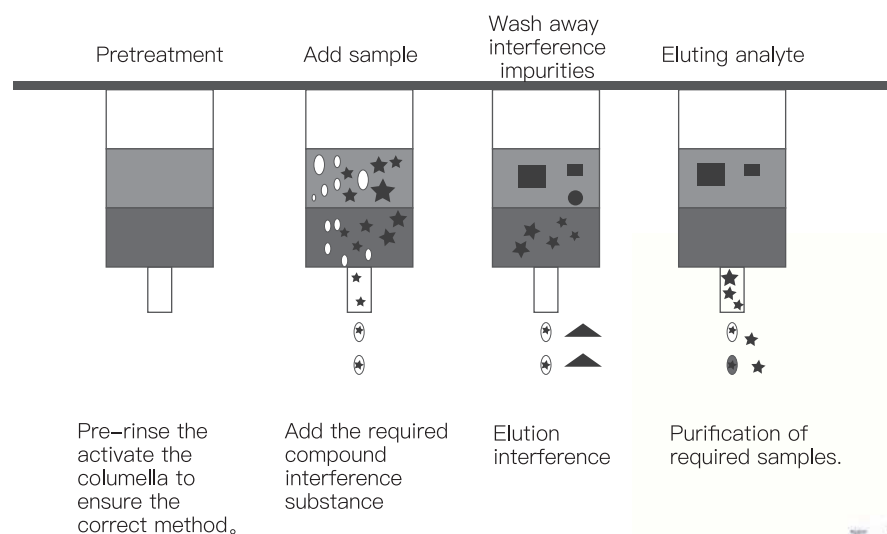 Pretreatment
Add sample
Wash away
interference
impurities
Eluting analyte
Pre–rinse the
activate the
columella to
ensure the
correct method。
Add the required
compound
interference
substance
Elution
interference
Purification of
required samples.